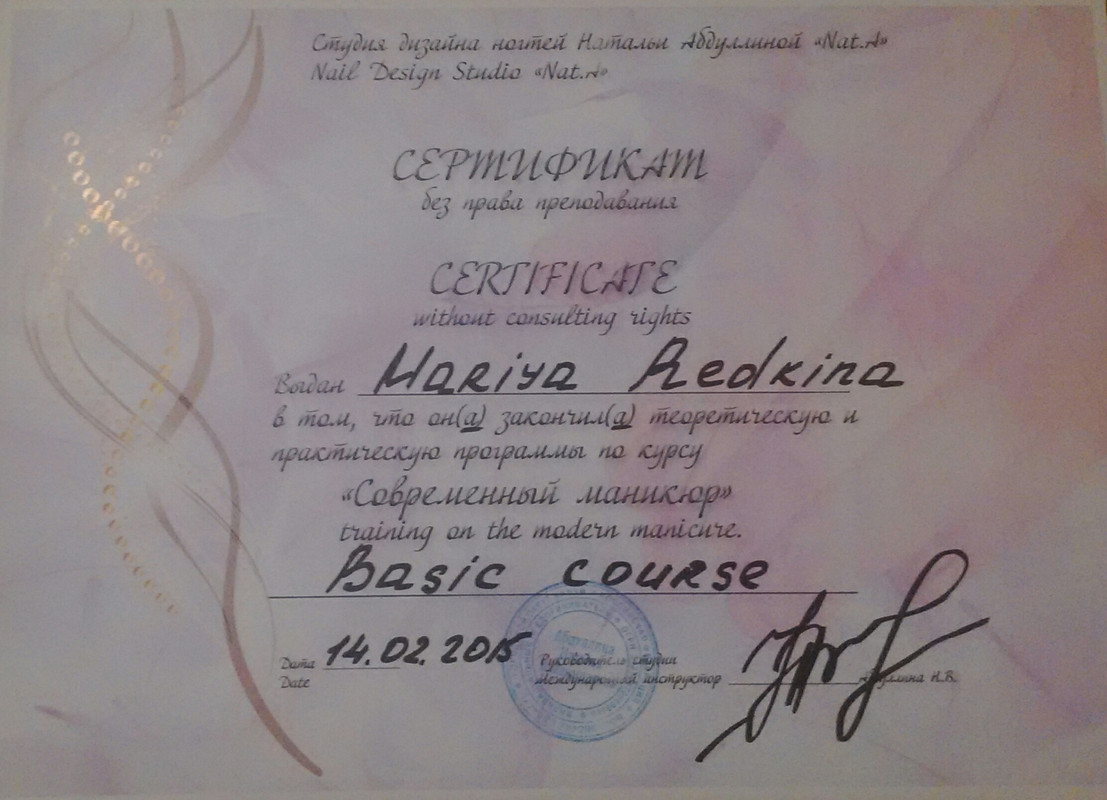 Студия дизайна ногтей Натальи Абдуллиной «Nat.A»
Nail Design Studio «Nat.A»
СЕРТИФИКАТ
без права преподавания
CERTIFICATE
without consulting rights
Выдан Mariya Redkina
в том, что он(а) закончил(а) теоретическую и
практическую программы по курсу
«Современный маникюр»
training on the modern manicure.
Basic course
Дата 14.02.2015
Date
Руководитель студии
международный инструктор Абдуллина Н.В.
Абдуллина